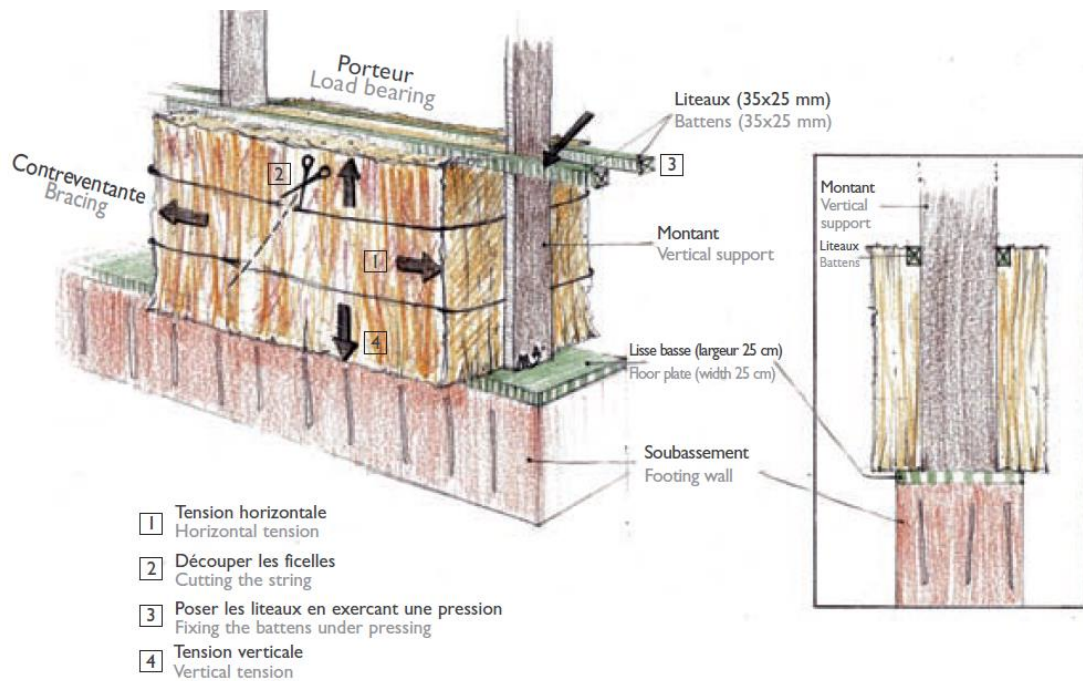 Porteur
Load bearing
Liteaux (35x25 mm)
Battens (35x25 mm)
2
3
Contreventante
Bracing
Montant
Vertical support
1
4
Lisse basse (largeur 25 cm)
Floor plate (width 25 cm)
Soubassement
Footing wall
Montant
Vertical
support
Liteaux
Battens
1 Tension horizontale
Horizontal tension
2 Découper les ficelles
Cutting the string
3 Poser les liteaux en exercant une pression
Fixing the battens under pressing
4 Tension verticale
Vertical tension